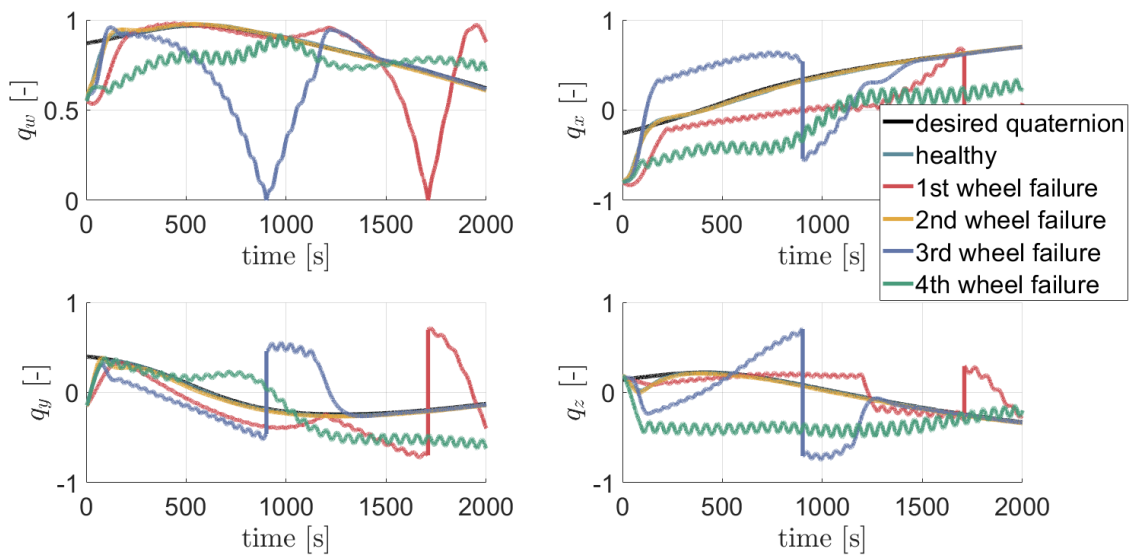 1
0.5
0
q_w [-]
0 500 1000 1500 2000
time [s]
1
0
-1
q_x [-]
0 500 1000
time [s]
desired quaternion
healthy
1st wheel failure
2nd wheel failure
3rd wheel failure
4th wheel failure
1
0
-1
q_y [-]
0 500 1000 1500 2000
time [s]
1
0
-1
q_z [-]
0 500 1000 1500 2000
time [s]